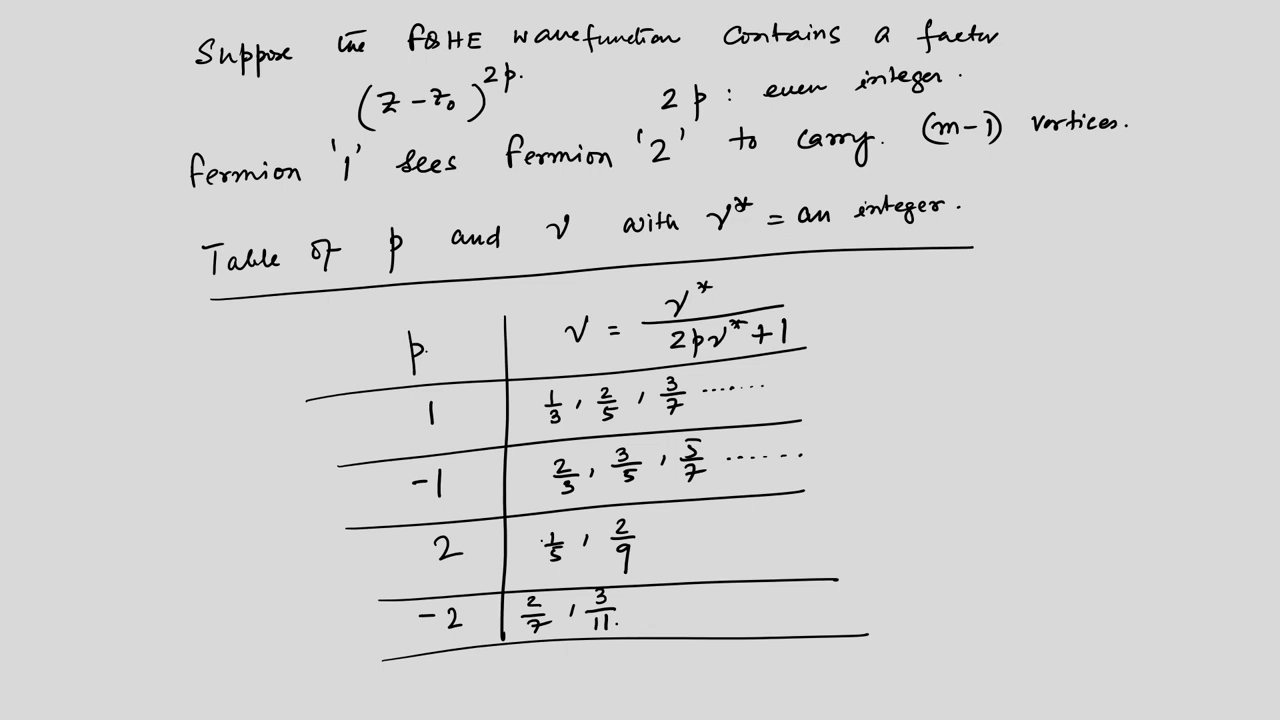 Suppose the FQHE wavefunction contains a factor
(z - z₀)^{2p}. 2p : even integer.
fermion '1' sees fermion '2' to carry. (m-1) vortices.
Table of p and ν with ν* = an integer.
p. | ν = ν*/(2pν* + 1)
1 | 1/3, 2/5, 3/7 .......
-1 | 2/3, 3/5, 5/7 ......
2 | 1/5, 2/9
-2 | 2/7, 3/11.